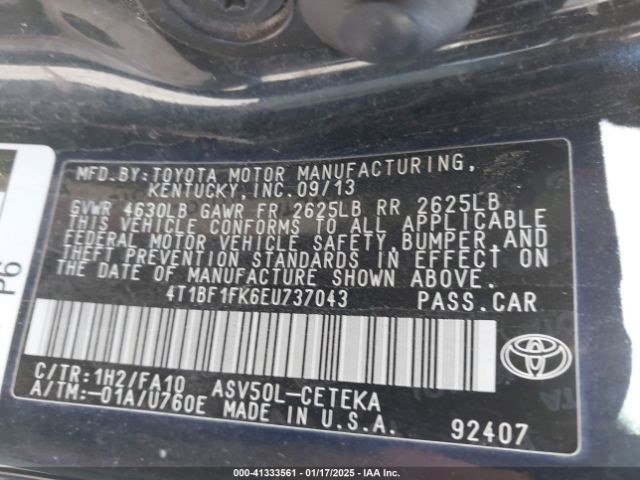 MFD.BY:TOYOTA MOTOR MANUFACTURING,
KENTUCKY, INC. 09/13
GVWR 4630LB GAWR FR 2625LB RR 2625LB
THIS VEHICLE CONFORMS TO ALL APPLICABLE
FEDERAL MOTOR VEHICLE SAFETY, BUMPER, AND
THEFT PREVENTION STANDARDS IN EFFECT ON
THE DATE OF MANUFACTURE SHOWN ABOVE.
4T1BF1FK6EU737043 PASS.CAR
C/TR:1H2/FA10 ASV50L-CETEKA
A/TM:-01A/U760E MADE IN U.S.A. 92407
P6
000-41333561 - 01/17/2025 - IAA Inc.